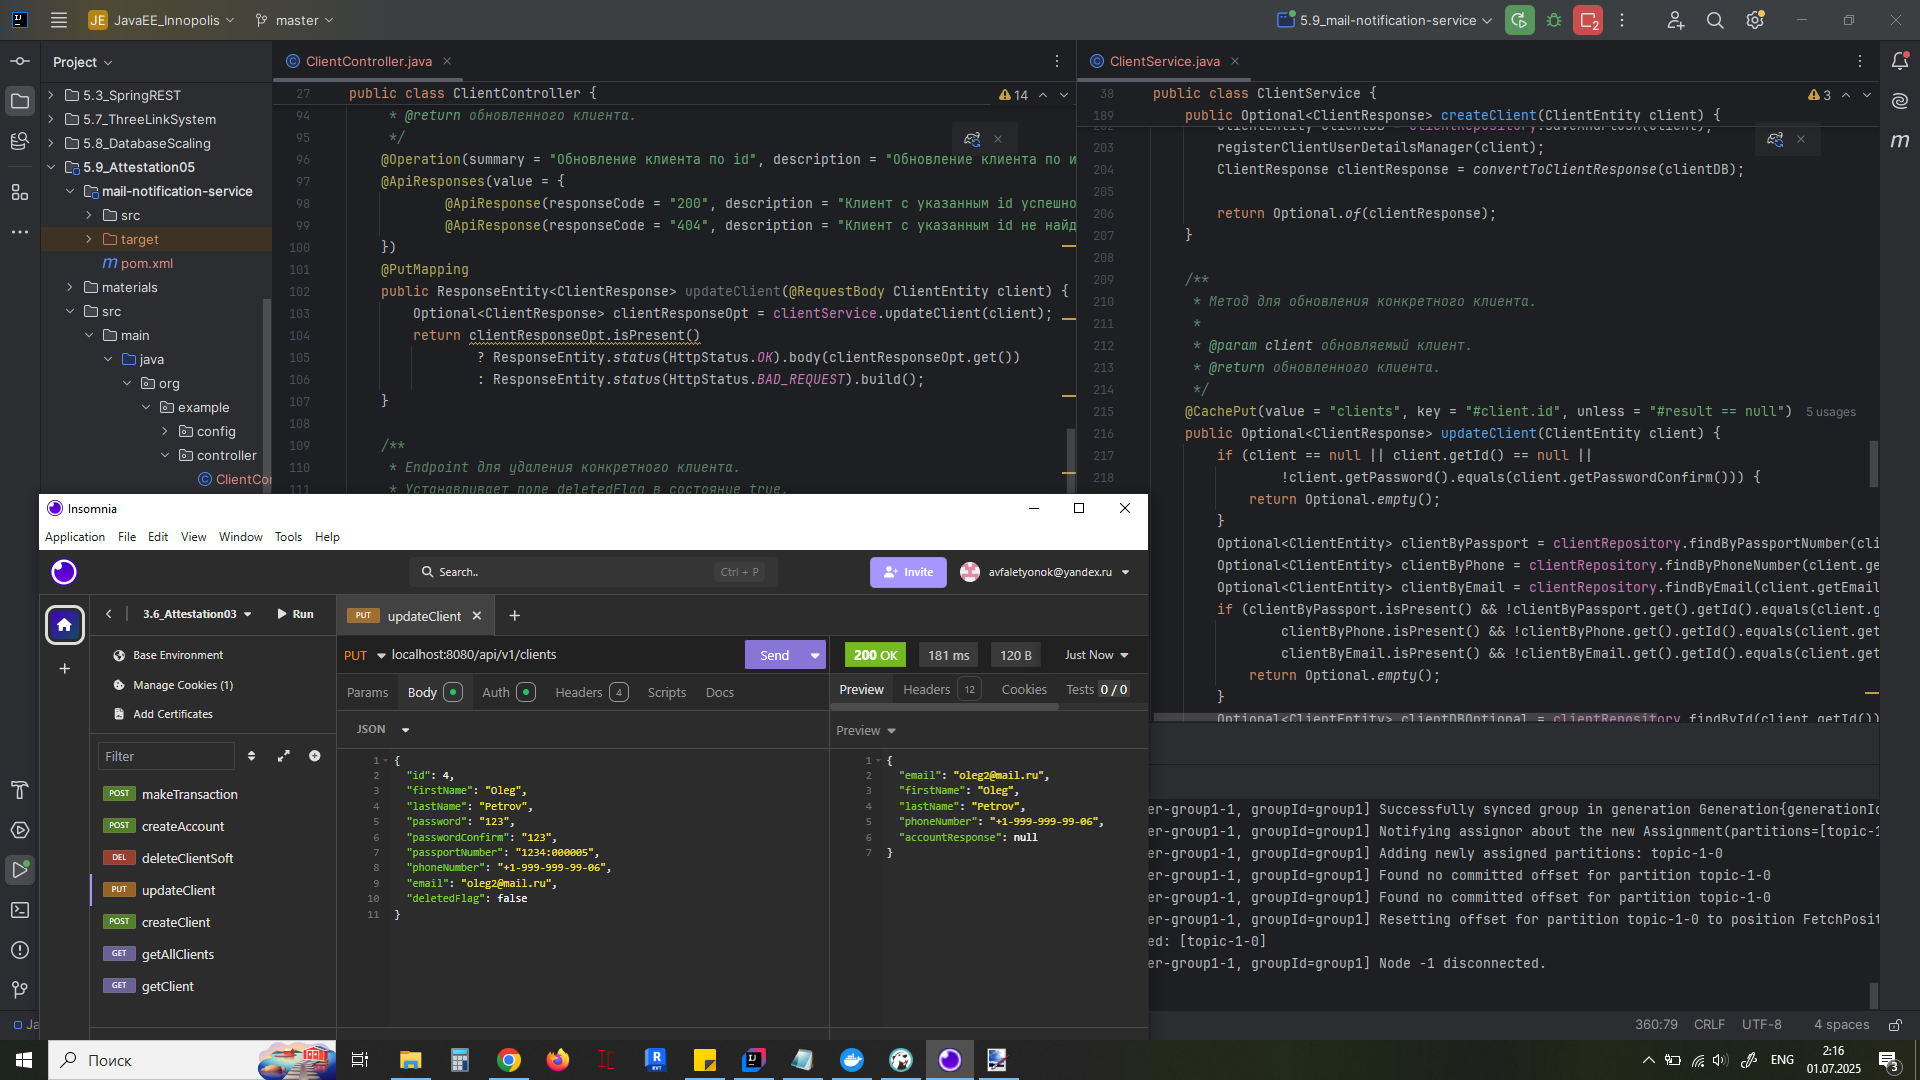 JE JavaEE_Innopolis
master
5.9_mail-notification-service
Project
5.3_SpringREST
5.7_ThreeLinkSystem
5.8_DatabaseScaling
5.9_Attestation05
mail-notification-service
src
target
pom.xml
materials
src
main
java
org
example
config
controller
ClientCon
ClientController.java
27 public class ClientController {
14
94 * @return обновленного клиента.
95 */
96 @Operation(summary = "Обновление клиента по id", description = "Обновление клиента по и
97 @ApiResponses(value = {
98 @ApiResponse(responseCode = "200", description = "Клиент с указанным id успешно
99 @ApiResponse(responseCode = "404", description = "Клиент с указанным id не найд
100 })
101 @PutMapping
102 public ResponseEntity<ClientResponse> updateClient(@RequestBody ClientEntity client) {
103 Optional<ClientResponse> clientResponseOpt = clientService.updateClient(client);
104 return clientResponseOpt.isPresent()
105 ? ResponseEntity.status(HttpStatus.OK).body(clientResponseOpt.get())
106 : ResponseEntity.status(HttpStatus.BAD_REQUEST).build();
107 }
108
109 /**
110 * Endpoint для удаления конкретного клиента.
111 * Устанавливает поле deletedFlag в состояние true.
ClientService.java
38 public class ClientService {
3
189 public Optional<ClientResponse> createClient(ClientEntity client) {
203 registerClientUserDetailsManager(client);
204 ClientResponse clientResponse = convertToClientResponse(clientDB);
205
206 return Optional.of(clientResponse);
207 }
208
209 /**
210 * Метод для обновления конкретного клиента.
211 *
212 * @param client обновляемый клиент.
213 * @return обновленного клиента.
214 */
215 @CachePut(value = "clients", key = "#client.id", unless = "#result == null") 5 usages
216 public Optional<ClientResponse> updateClient(ClientEntity client) {
217 if (client == null || client.getId() == null ||
218 !client.getPassword().equals(client.getPasswordConfirm())) {
return Optional.empty();
}
Optional<ClientEntity> clientByPassport = clientRepository.findByPassportNumber(cli
Optional<ClientEntity> clientByPhone = clientRepository.findByPhoneNumber(client.ge
Optional<ClientEntity> clientByEmail = clientRepository.findByEmail(client.getEmail
if (clientByPassport.isPresent() && !clientByPassport.get().getId().equals(client.g
clientByPhone.isPresent() && !clientByPhone.get().getId().equals(client.get
clientByEmail.isPresent() && !clientByEmail.get().getId().equals(client.get
return Optional.empty();
}
Optional<ClientEntity> clientDBOptional = clientRepository.findById(client.getId())
Insomnia
Application File Edit View Window Tools Help
Search.. Ctrl + P
Invite
avfaletyonok@yandex.ru
3.6_Attestation03
Run
Base Environment
Manage Cookies (1)
Add Certificates
Filter
POST makeTransaction
POST createAccount
DEL deleteClientSoft
PUT updateClient
POST createClient
GET getAllClients
GET getClient
PUT updateClient
PUT localhost:8080/api/v1/clients
Send
Params Body Auth Headers 4 Scripts Docs
JSON
1 {
2 "id": 4,
3 "firstName": "Oleg",
4 "lastName": "Petrov",
5 "password": "123",
6 "passwordConfirm": "123",
7 "passportNumber": "1234:000005",
8 "phoneNumber": "+1-999-999-99-06",
9 "email": "oleg2@mail.ru",
10 "deletedFlag": false
11 }
200 OK 181 ms 120 B Just Now
Preview Headers 12 Cookies Tests 0 / 0
Preview
1 {
2 "email": "oleg2@mail.ru",
3 "firstName": "Oleg",
4 "lastName": "Petrov",
5 "phoneNumber": "+1-999-999-99-06",
6 "accountResponse": null
7 }
er-group1-1, groupId=group1] Successfully synced group in generation Generation{generationId
er-group1-1, groupId=group1] Notifying assignor about the new Assignment(partitions=[topic-1
er-group1-1, groupId=group1] Adding newly assigned partitions: topic-1-0
er-group1-1, groupId=group1] Found no committed offset for partition topic-1-0
er-group1-1, groupId=group1] Found no committed offset for partition topic-1-0
er-group1-1, groupId=group1] Resetting offset for partition topic-1-0 to position FetchPosit
ed: [topic-1-0]
er-group1-1, groupId=group1] Node -1 disconnected.
Ja
360:79 CRLF UTF-8 4 spaces
Поиск
ENG
2:16
01.07.2025
3